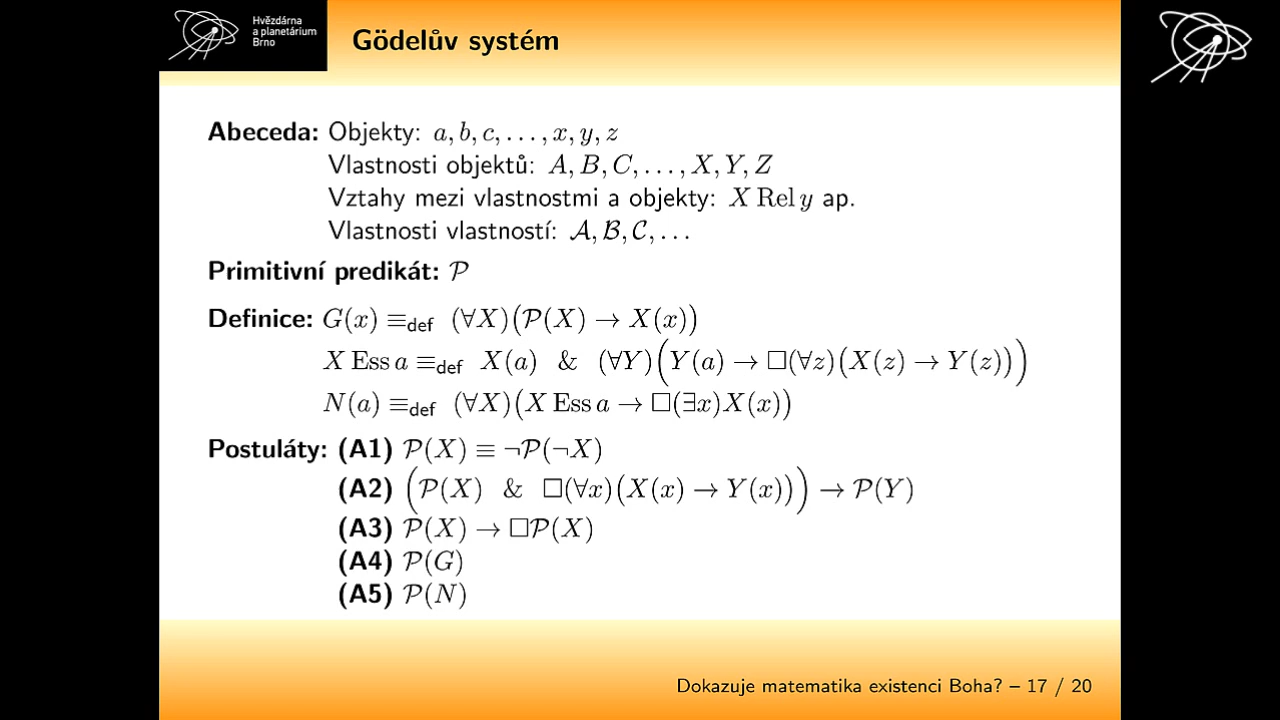 Hvězdárna
a planetárium
Brno
Gödelův systém
Abeceda: Objekty: a, b, c, . . . , x, y, z
Vlastnosti objektů: A, B, C, . . . , X, Y, Z
Vztahy mezi vlastnostmi a objekty: X Rel y ap.
Vlastnosti vlastností: 𝒜, ℬ, 𝒞, . . .
Primitivní predikát: 𝒫
Definice: G(x) ≡def (∀X)(𝒫(X) → X(x))
X Ess a ≡def X(a) & (∀Y)(Y(a) → □(∀z)(X(z) → Y(z)))
N(a) ≡def (∀X)(X Ess a → □(∃x)X(x))
Postuláty: (A1) 𝒫(X) ≡ ¬𝒫(¬X)
(A2) (𝒫(X) & □(∀x)(X(x) → Y(x))) → 𝒫(Y)
(A3) 𝒫(X) → □𝒫(X)
(A4) 𝒫(G)
(A5) 𝒫(N)
Dokazuje matematika existenci Boha? – 17 / 20